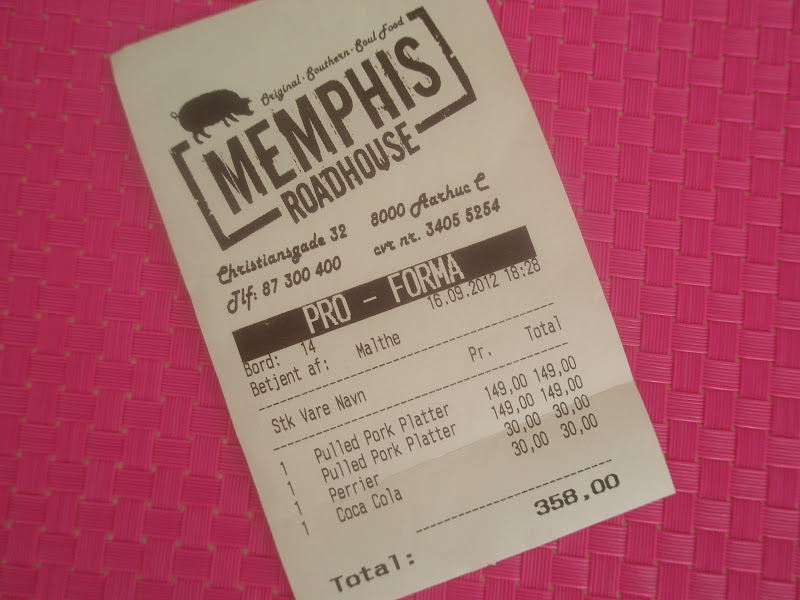 Original · Southern · Soul Food
MEMPHIS
ROADHOUSE
Christiansgade 32 8000 Aarhus C
Tlf: 87 300 400 cvr nr. 3405 5254
PRO - FORMA
Bord: 14 16.09.2012 18:28
Betjent af: Malthe
Stk Vare Navn Pr. Total
1 Pulled Pork Platter 149,00 149,00
1 Pulled Pork Platter 149,00 149,00
1 Perrier 30,00 30,00
1 Coca Cola 30,00 30,00
Total: 358,00